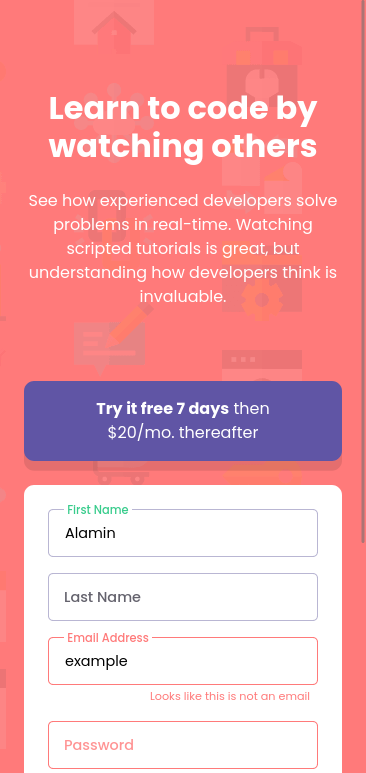 Learn to code by
watching others
See how experienced developers solve
problems in real-time. Watching
scripted tutorials is great, but
understanding how developers think is
invaluable.
Try it free 7 days then
$20/mo. thereafter
First Name
Alamin
Last Name
Email Address
example
Looks like this is not an email
Password